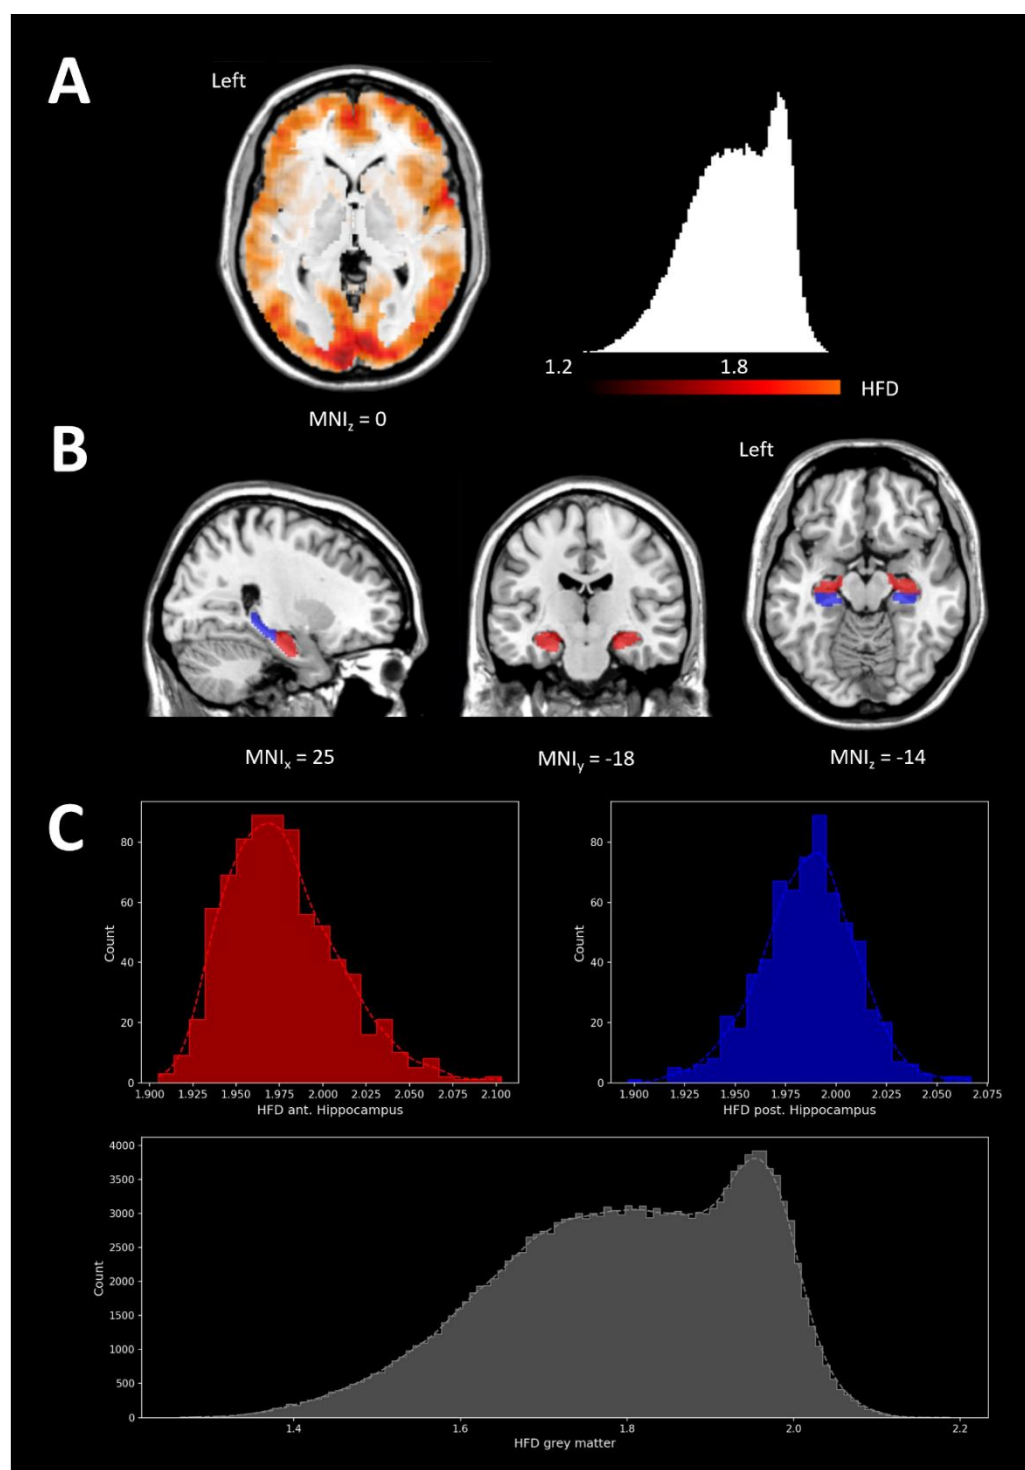 A
Left
1.2
1.8
HFD
MNIz = 0
B
Left
MNIx = 25
MNIy = -18
MNIz = -14
C
Count
80
60
40
20
0
1.900 1.925 1.950 1.975 2.000 2.025 2.050 2.075 2.100
HFD ant. Hippocampus
Count
80
60
40
20
0
1.900 1.925 1.950 1.975 2.000 2.025 2.050 2.075
HFD post. Hippocampus
Count
4000
3500
3000
2500
2000
1500
1000
500
0
1.4 1.6 1.8 2.0 2.2
HFD grey matter